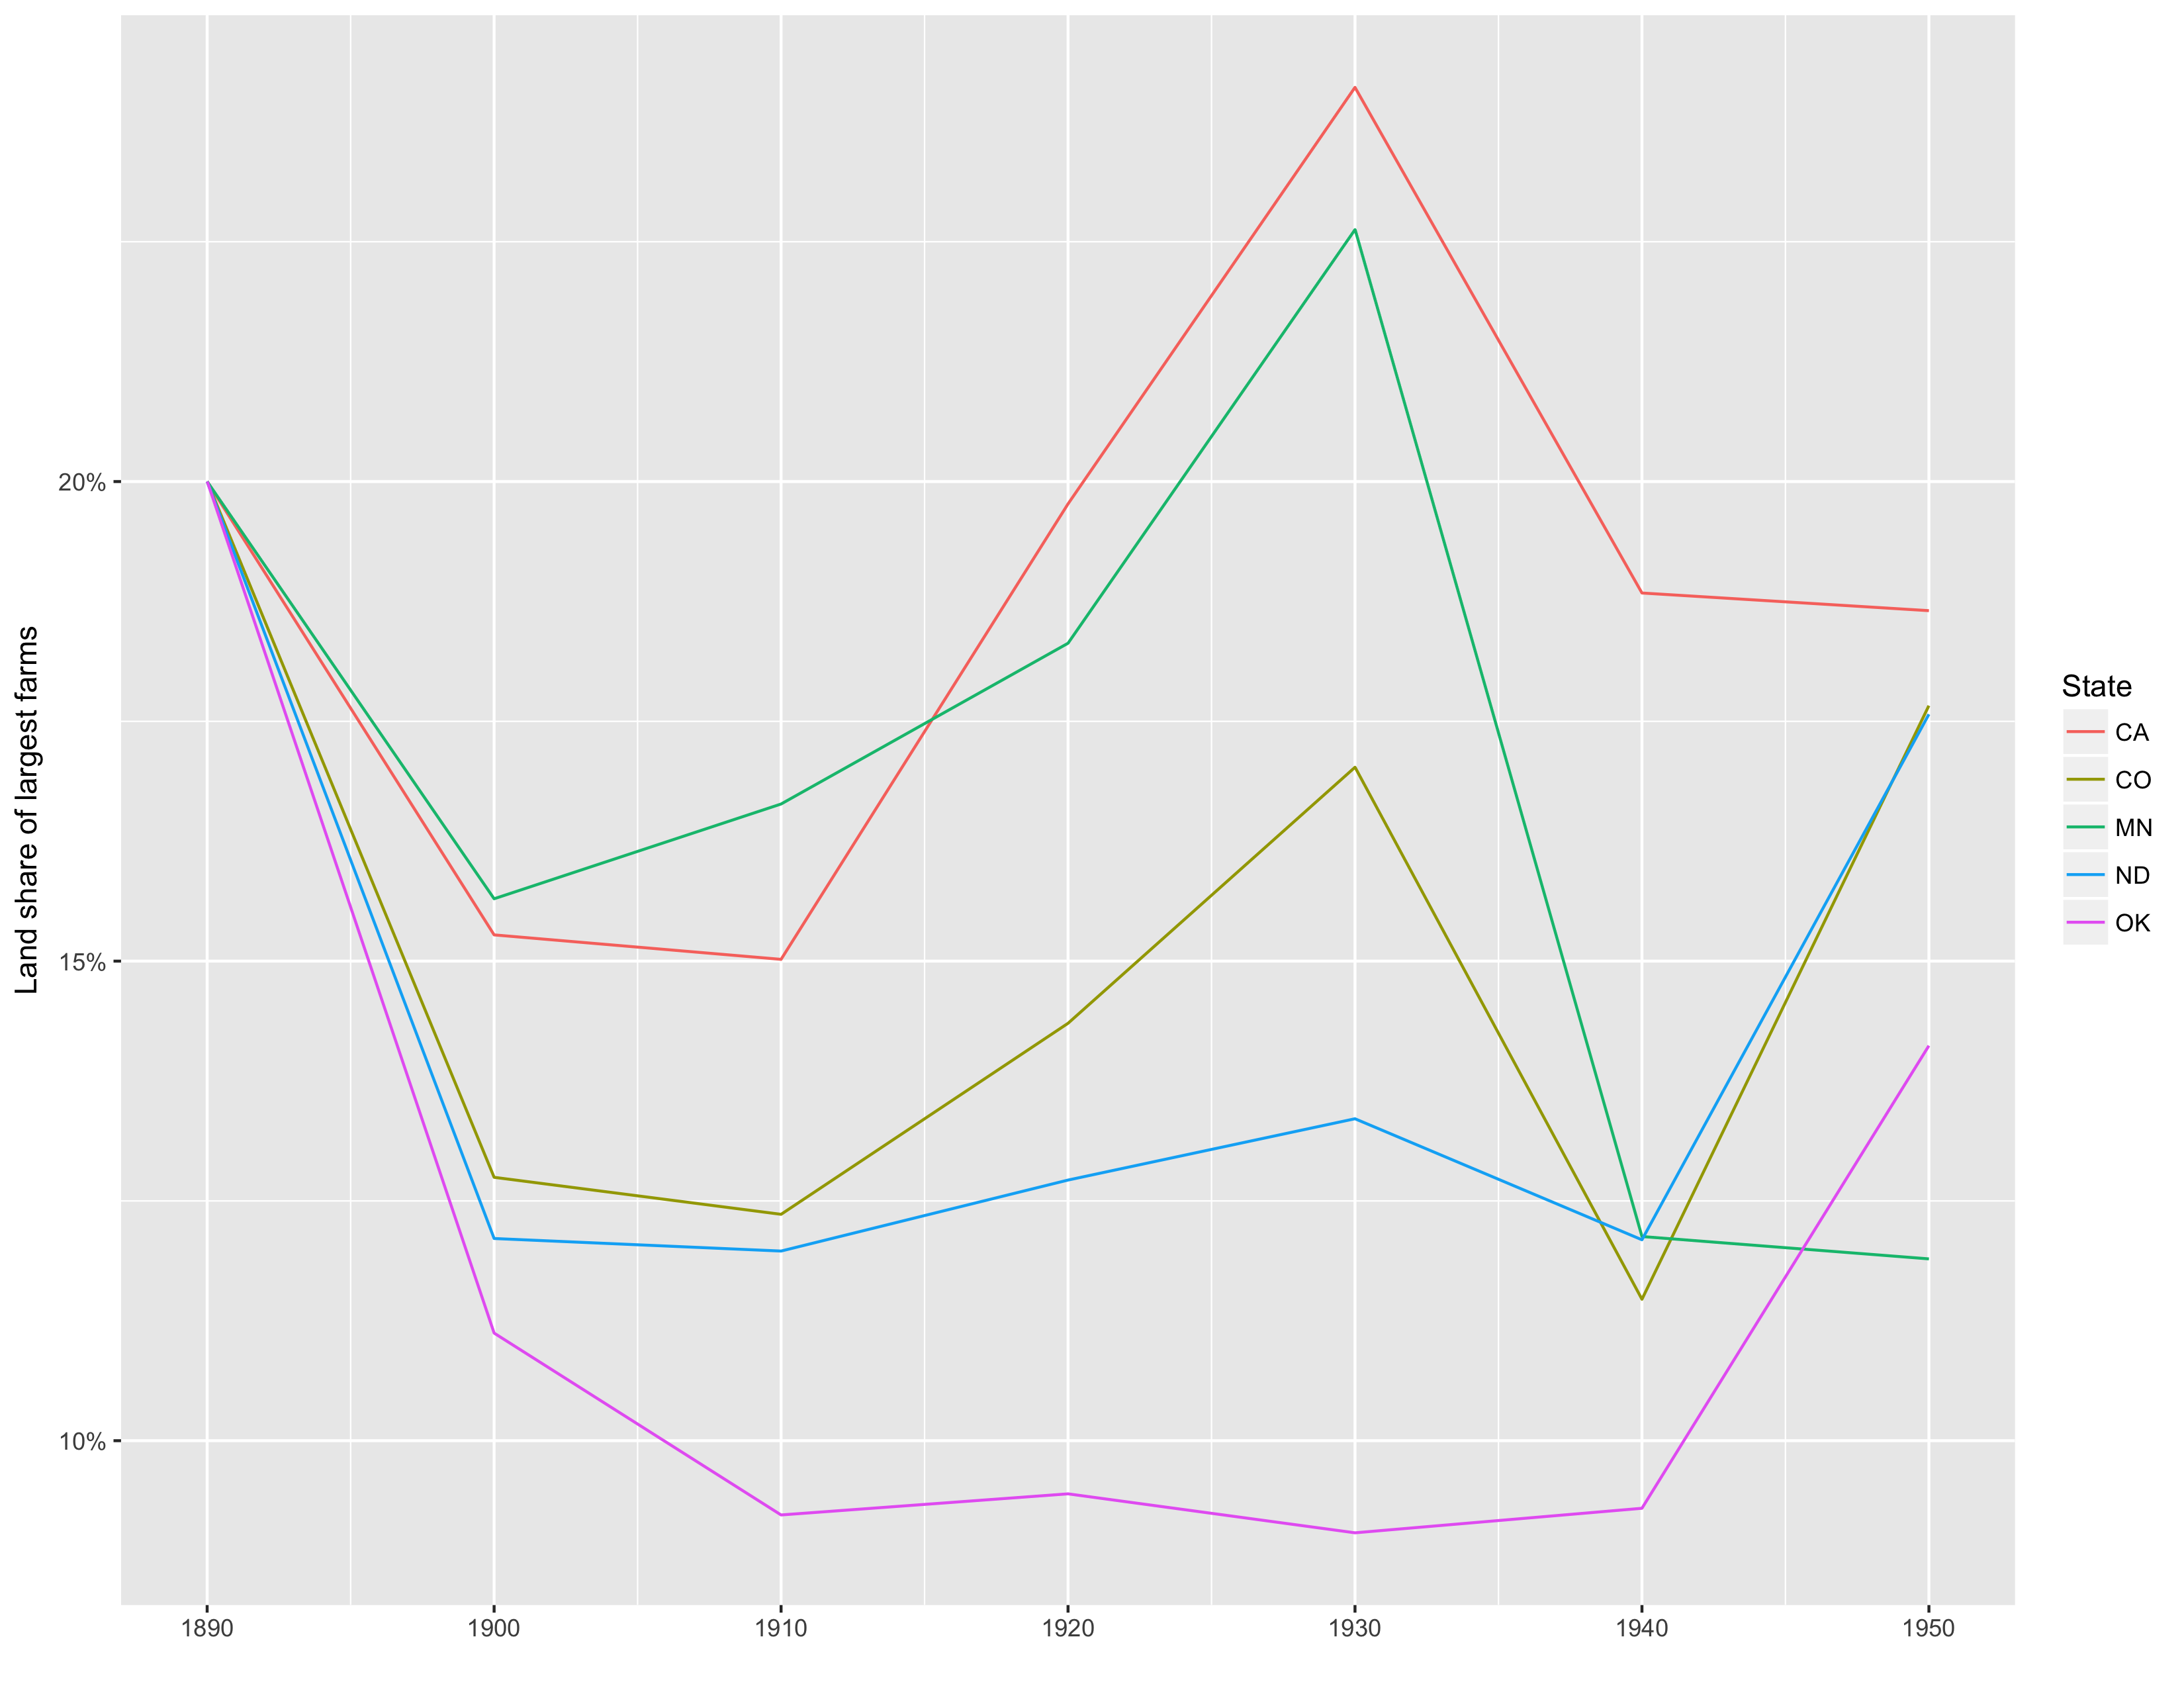 Land share of largest farms
20%
15%
10%
1890 1900 1910 1920 1930 1940 1950
State
CA
CO
MN
ND
OK